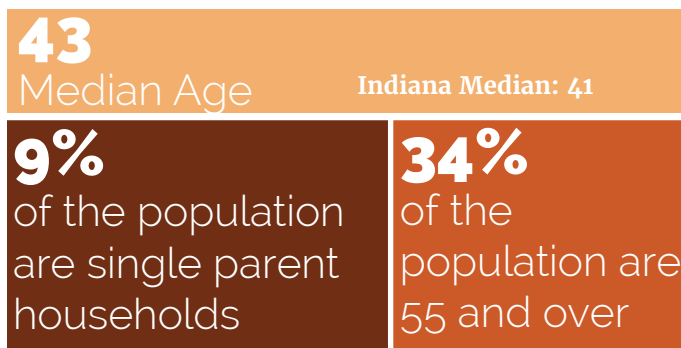 43
Median Age
Indiana Median: 41
9%
of the population
are single parent
households
34%
of the
population are
55 and over